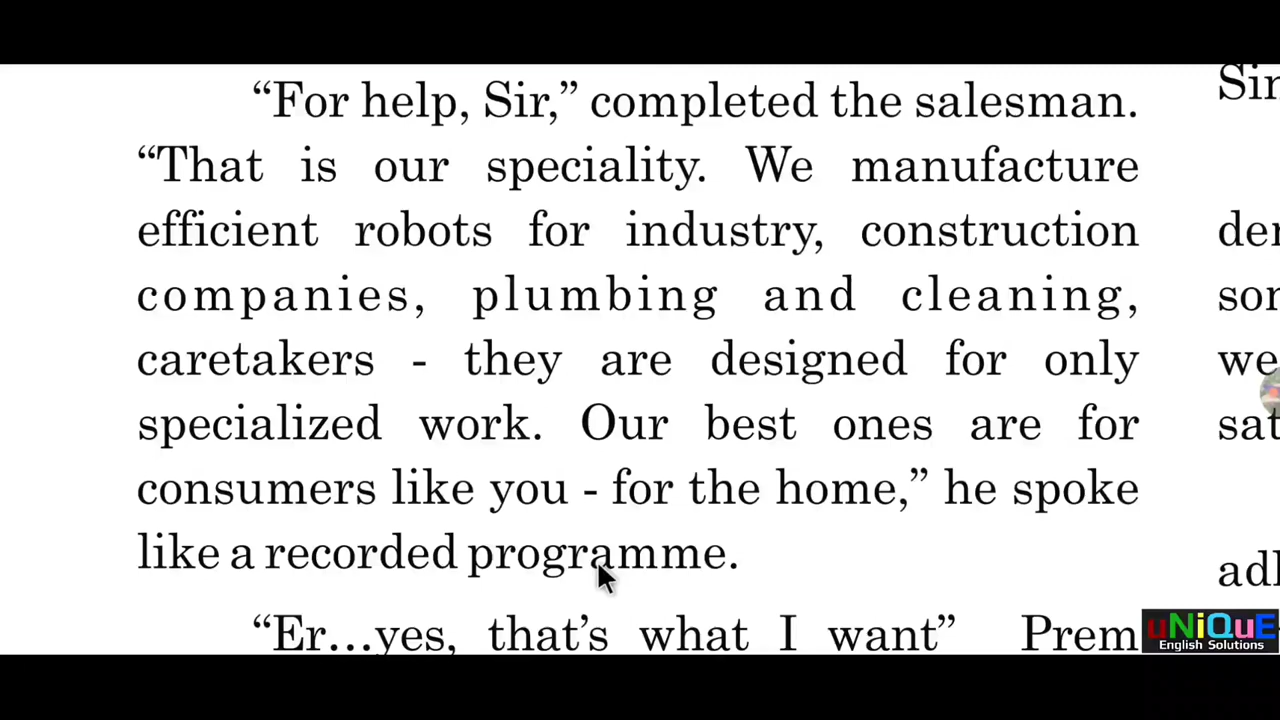 “For help, Sir,” completed the salesman.
“That is our speciality. We manufacture
efficient robots for industry, construction
companies, plumbing and cleaning,
caretakers - they are designed for only
specialized work. Our best ones are for
consumers like you - for the home,” he spoke
like a recorded programme.
“Er...yes, that’s what I want” Prem
uNiQuE
English Solutions